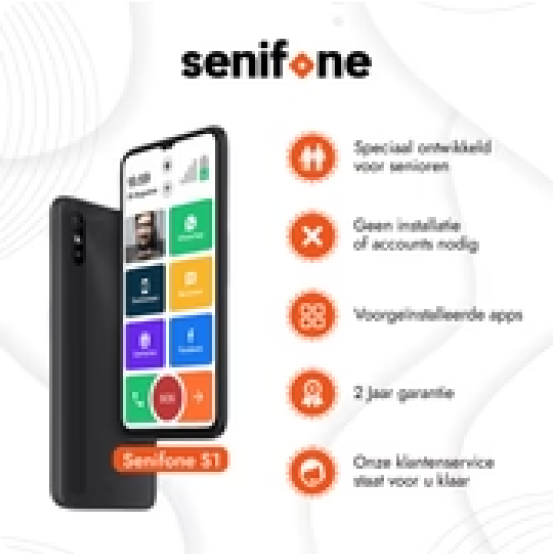 senifone
Speciaal ontwikkeld
voor senioren
Geen installatie
of accounts nodig
Voorgeïnstalleerde apps
2 Jaar garantie
Onze klantenservice
staat voor u klaar
SOS
Senifone S1